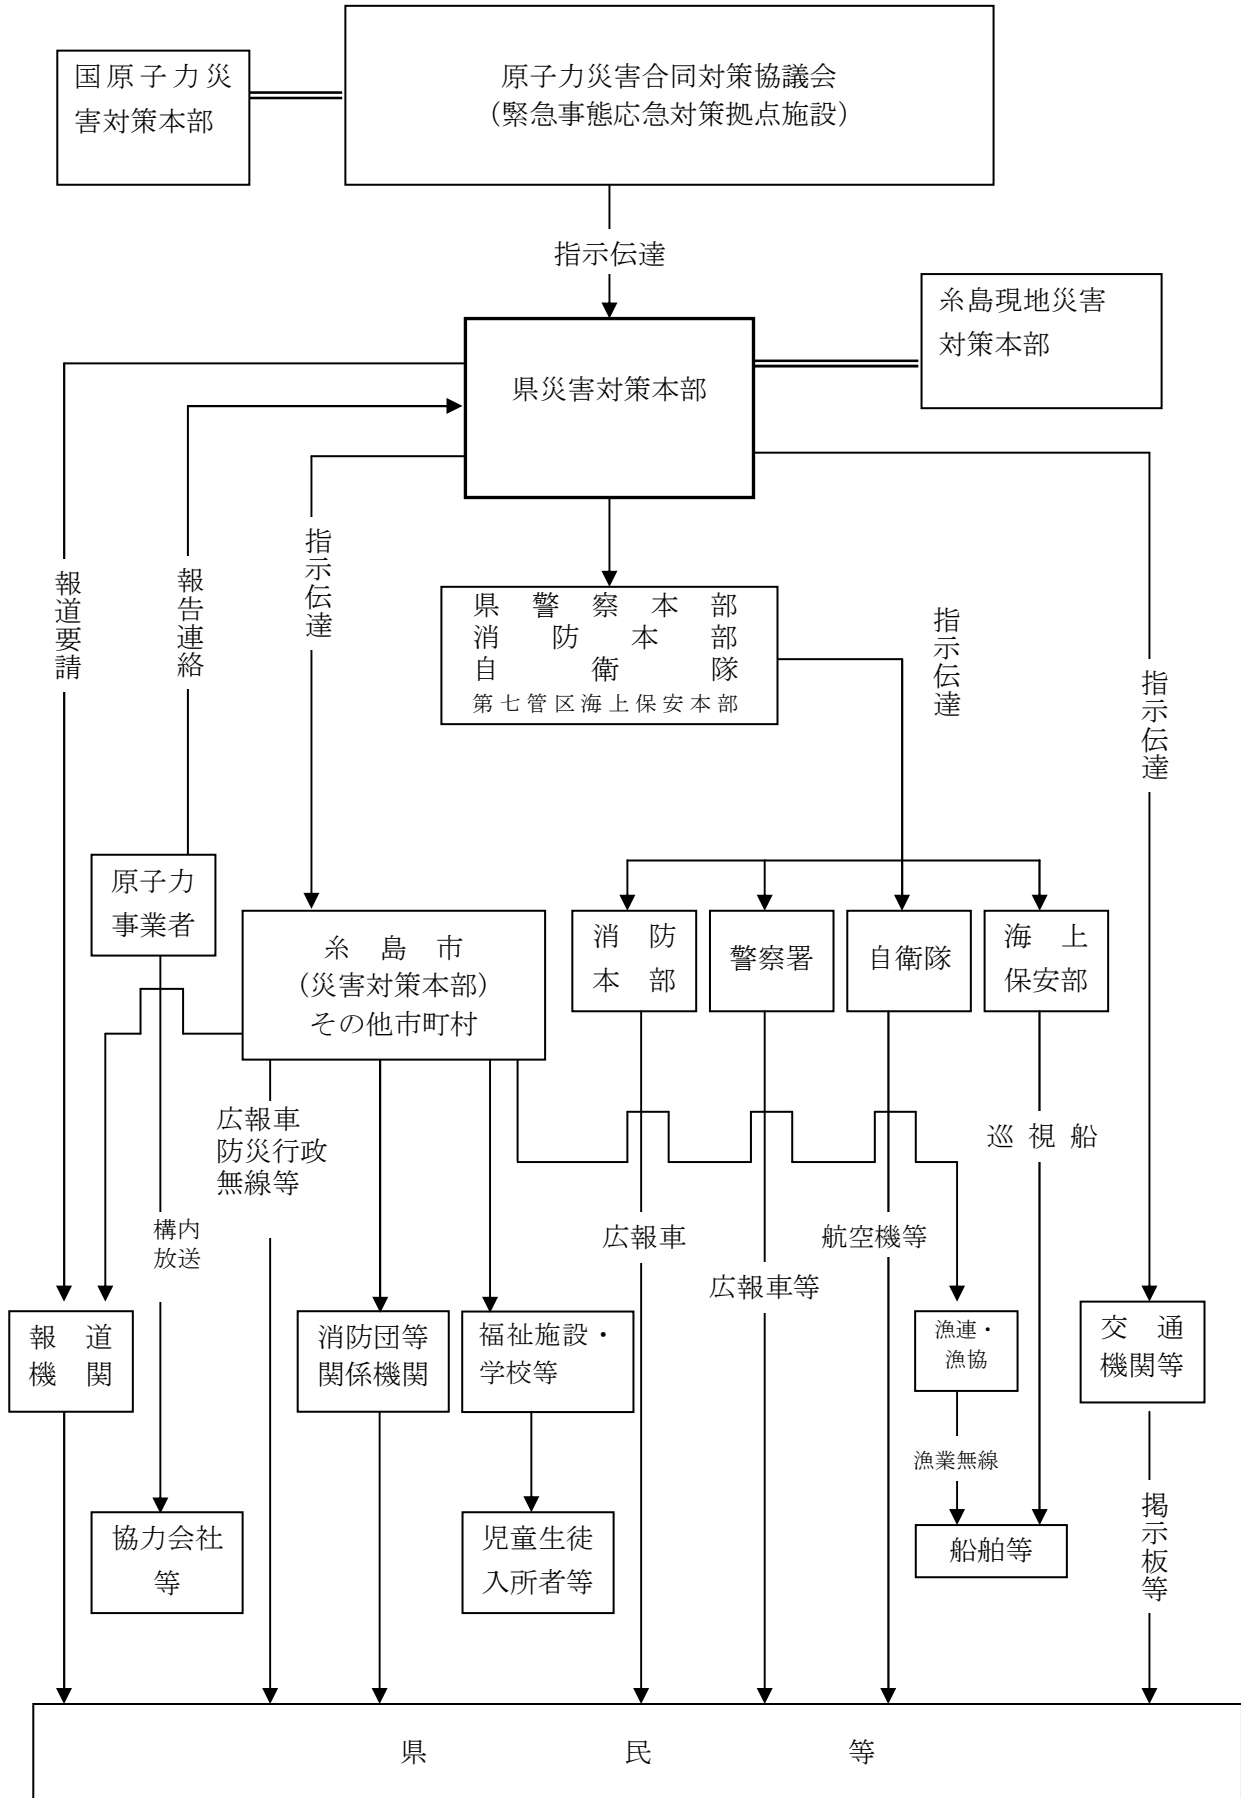 国原子力災
害対策本部
原子力災害合同対策協議会
（緊急事態応急対策拠点施設）
指示伝達
糸島現地災害
対策本部
県災害対策本部
報道要請
報告連絡
指示伝達
県警察本部
消防本部
自衛隊
第七管区海上保安本部
指示伝達
指示伝達
原子力
事業者
糸島市
（災害対策本部）
その他市町村
消防
本部
警察署
自衛隊
海上
保安部
広報車
防災行政
無線等
巡視船
構内
放送
広報車
航空機等
広報車等
報道
機関
消防団等
関係機関
福祉施設・
学校等
漁連・
漁協
交通
機関等
漁業無線
掲示板等
協力会社
等
児童生徒
入所者等
船舶等
県民等